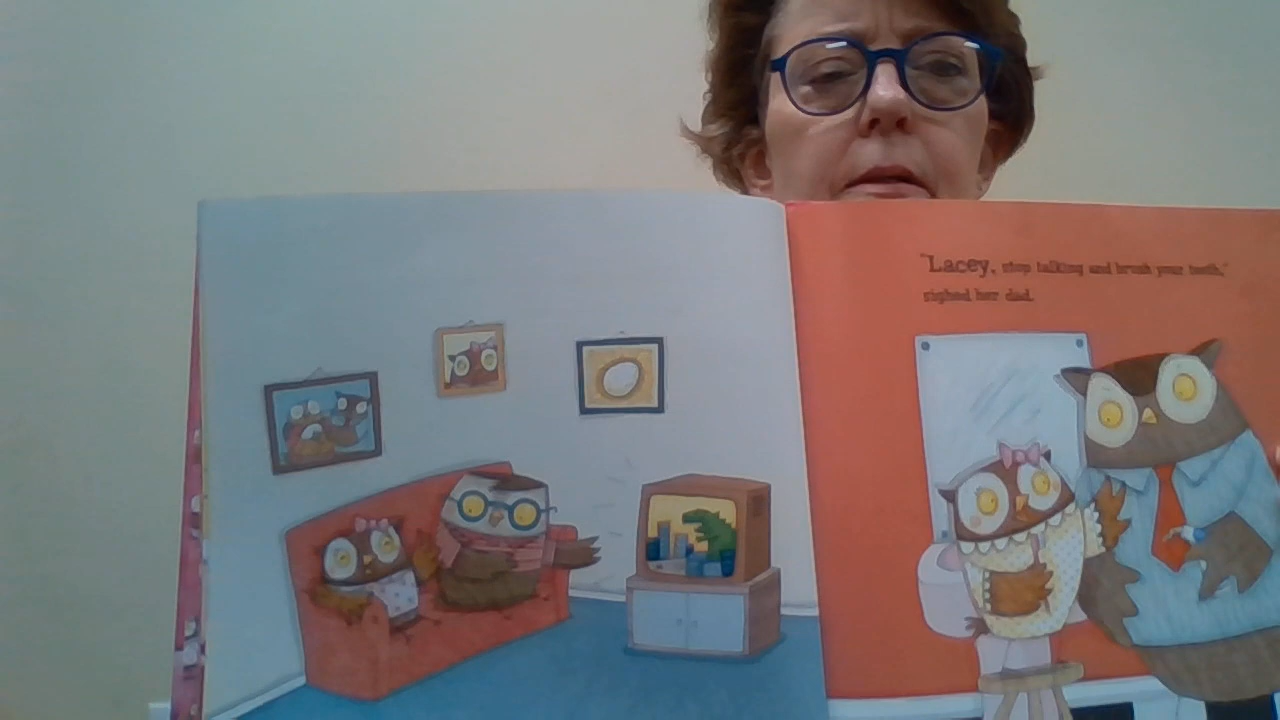 "Lacey, stop talking and brush your teeth,"
sighed her dad.